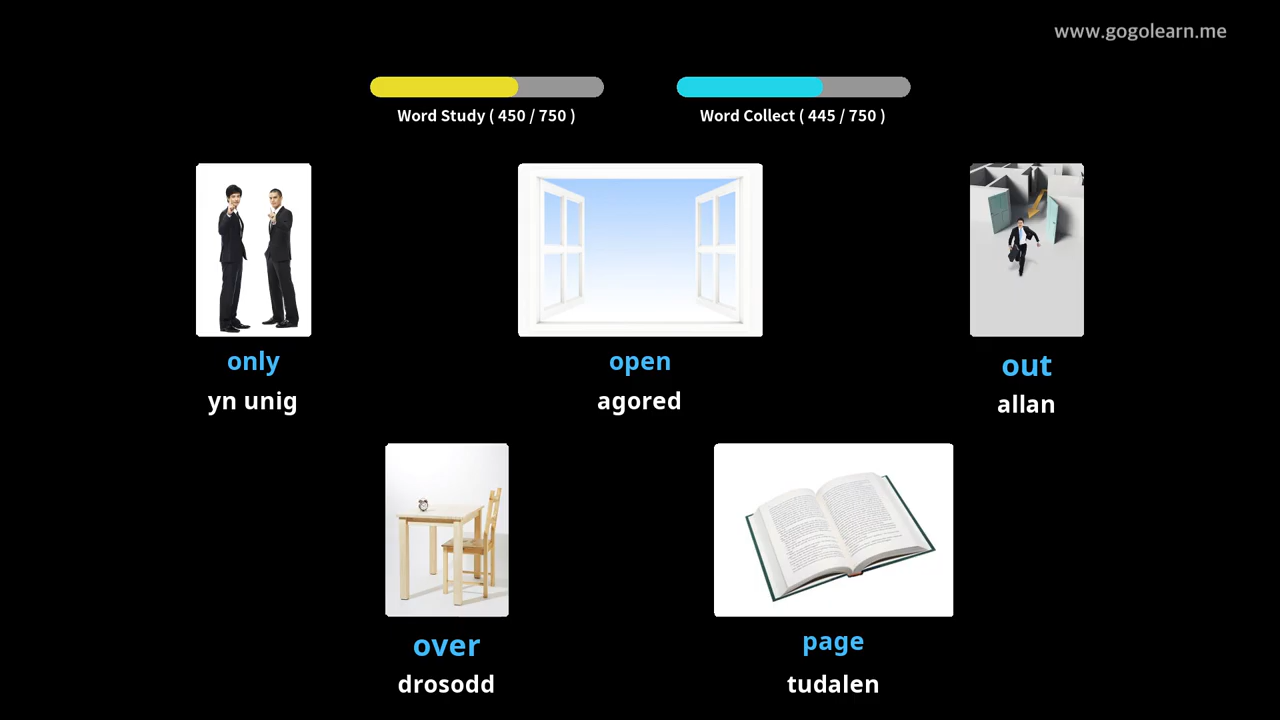 www.gogolearn.me
Word Study ( 450 / 750 )
Word Collect ( 445 / 750 )
only
yn unig
open
agored
out
allan
over
drosodd
page
tudalen